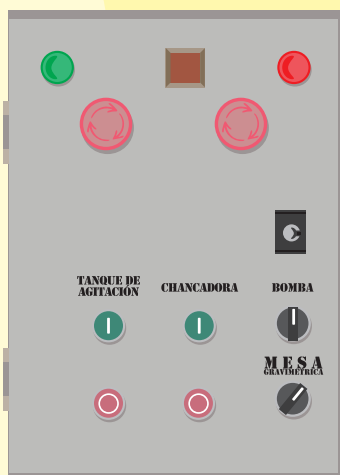 TANQUE DE
AGITACIÓN
CHANCADORA
BOMBA
MESA
GRAVIMÉTRICA